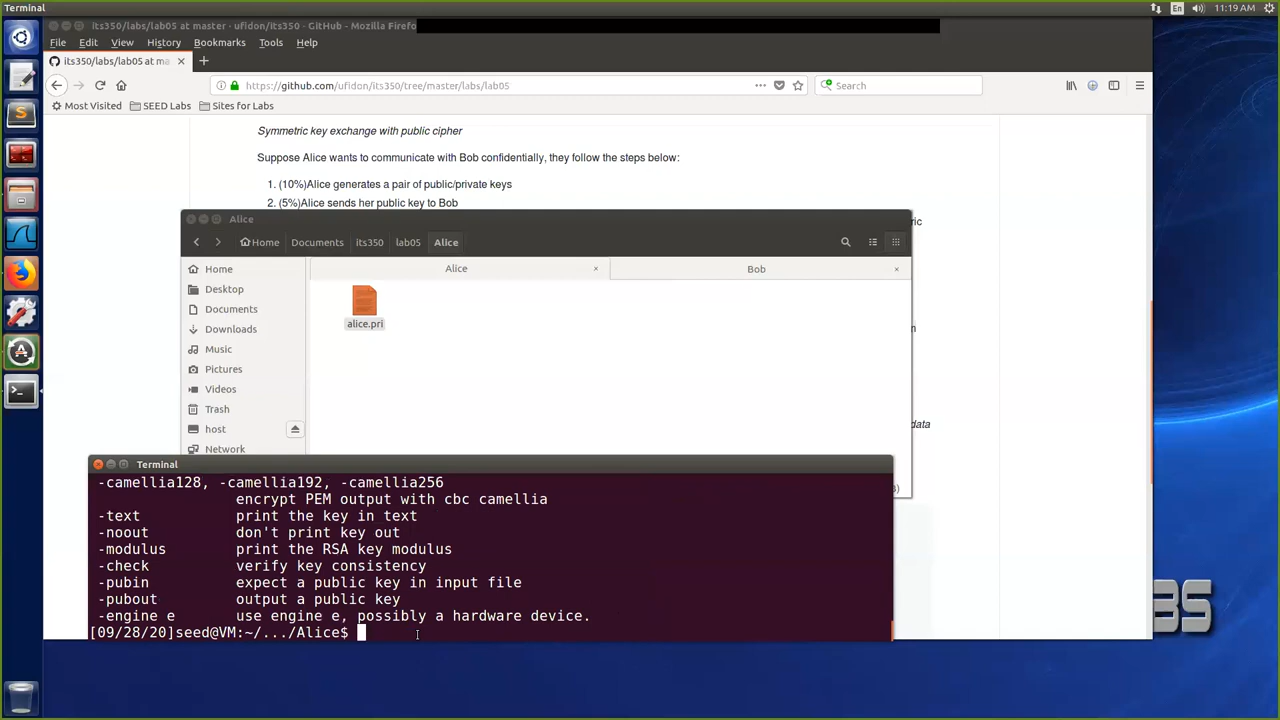 Terminal
En
11:19 AM
its350/labs/lab05 at master · ufidon/its350 · GitHub - Mozilla Firefo
File Edit View History Bookmarks Tools Help
its350/labs/lab05 at ma
https://github.com/ufidon/its350/tree/master/labs/lab05
Search
Most Visited SEED Labs Sites for Labs
Symmetric key exchange with public cipher
Suppose Alice wants to communicate with Bob confidentially, they follow the steps below:
1. (10%)Alice generates a pair of public/private keys
2. (5%)Alice sends her public key to Bob
ric
Alice
Home Documents its350 lab05 Alice
Home
Desktop
Documents
Downloads
Music
Pictures
Videos
Trash
host
Network
Alice
Bob
alice.pri
data
Terminal
-camellia128, -camellia192, -camellia256
encrypt PEM output with cbc camellia
-text print the key in text
-noout don't print key out
-modulus print the RSA key modulus
-check verify key consistency
-pubin expect a public key in input file
-pubout output a public key
-engine e use engine e, possibly a hardware device.
[09/28/20]seed@VM:~/.../Alice$